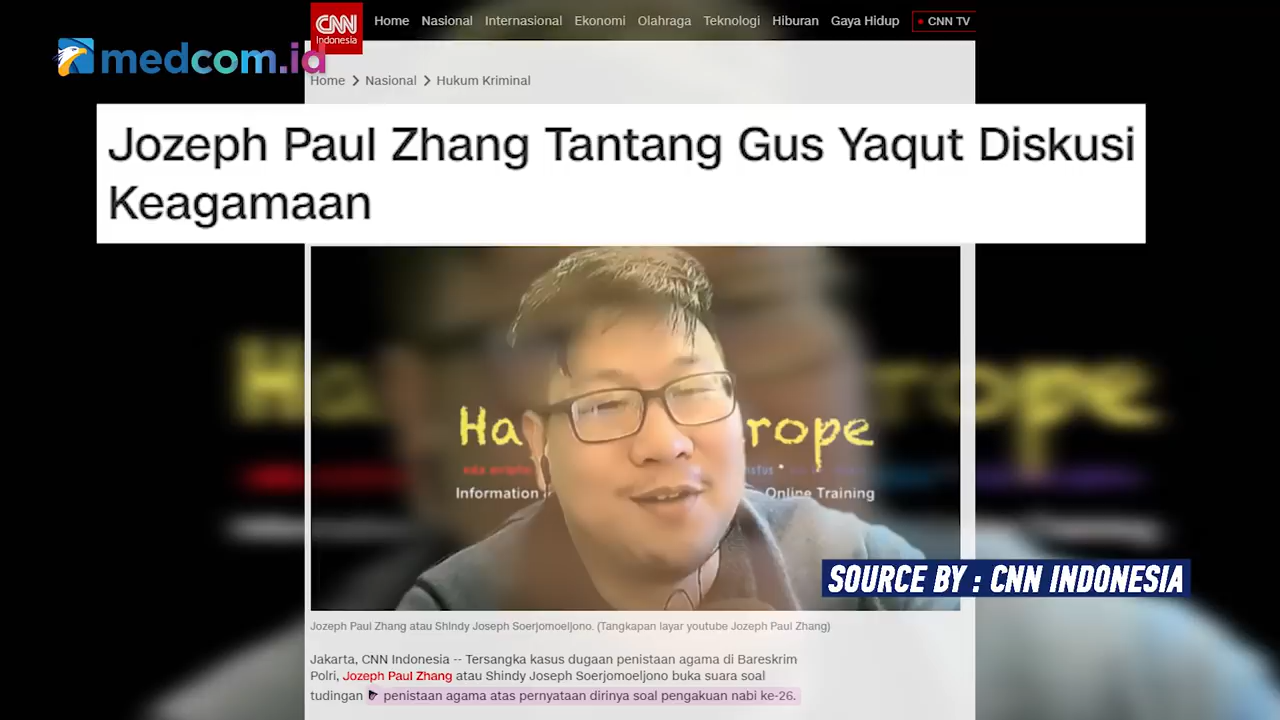 CNN
Indonesia
Home Nasional Internasional Ekonomi Olahraga Teknologi Hiburan Gaya Hidup CNN TV
medcom.id
Home > Nasional > Hukum Kriminal
Jozeph Paul Zhang Tantang Gus Yaqut Diskusi
Keagamaan
Ha rope
Information Online Training
SOURCE BY : CNN INDONESIA
Jozeph Paul Zhang atau Shindy Joseph Soerjomoeljono. (Tangkapan layar youtube Jozeph Paul Zhang)
Jakarta, CNN Indonesia -- Tersangka kasus dugaan penistaan agama di Bareskrim
Polri, Jozeph Paul Zhang atau Shindy Joseph Soerjomoeljono buka suara soal
tudingan penistaan agama atas pernyataan dirinya soal pengakuan nabi ke-26.